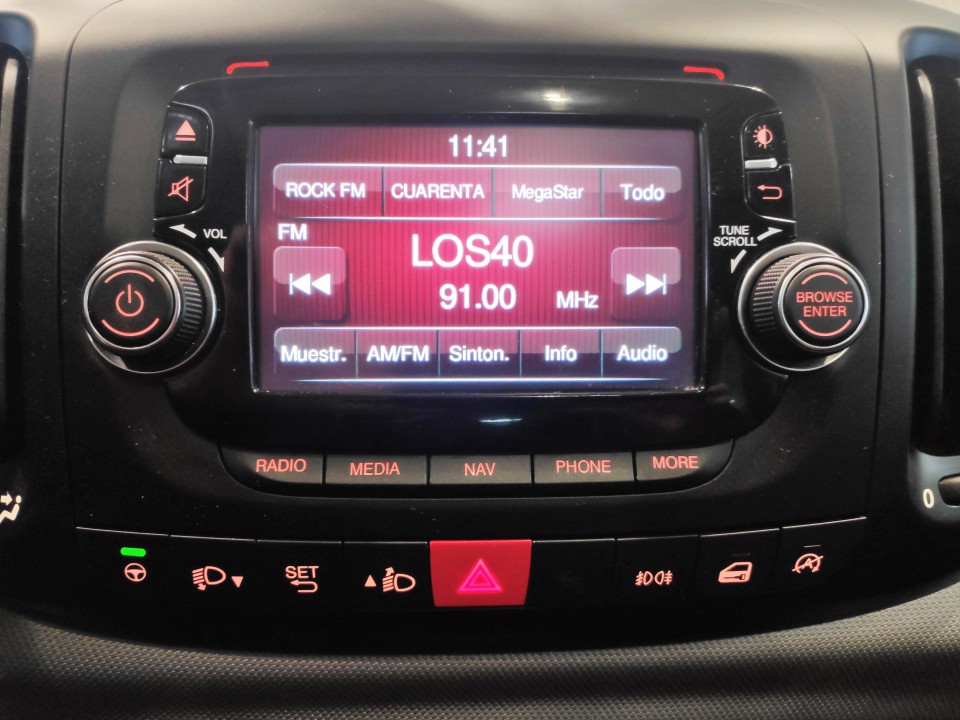 11:41
ROCK FM CUARENTA MegaStar Todo
VOL
FM
LOS40
TUNE
SCROLL
91.00 MHz
BROWSE
ENTER
Muestr. AM/FM Sinton. Info Audio
RADIO MEDIA NAV PHONE MORE
0
SET